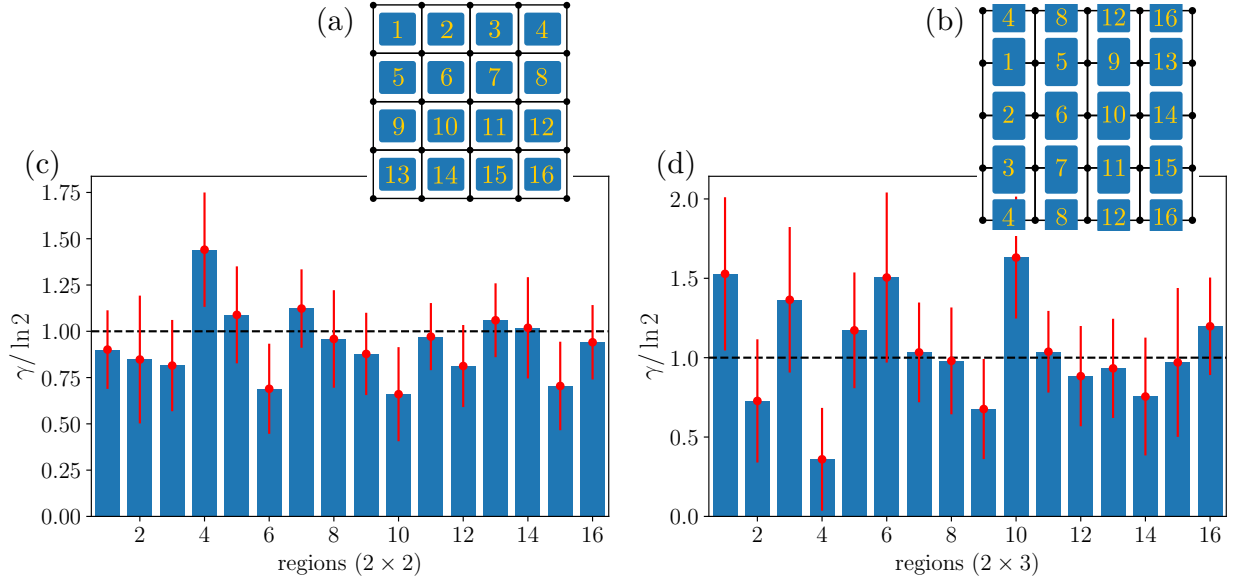 (a)
1 2 3 4
5 6 7 8
9 10 11 12
13 14 15 16
(b)
4 8 12 16
1 5 9 13
2 6 10 14
3 7 11 15
4 8 12 16
(c)
1.75
1.50
1.25
1.00
0.75
0.50
0.25
0.00
γ/ ln 2
2 4 6 8 10 12 14 16
regions (2 × 2)
(d)
2.0
1.5
1.0
0.5
0.0
γ/ ln 2
2 4 6 8 10 12 14 16
regions (2 × 3)